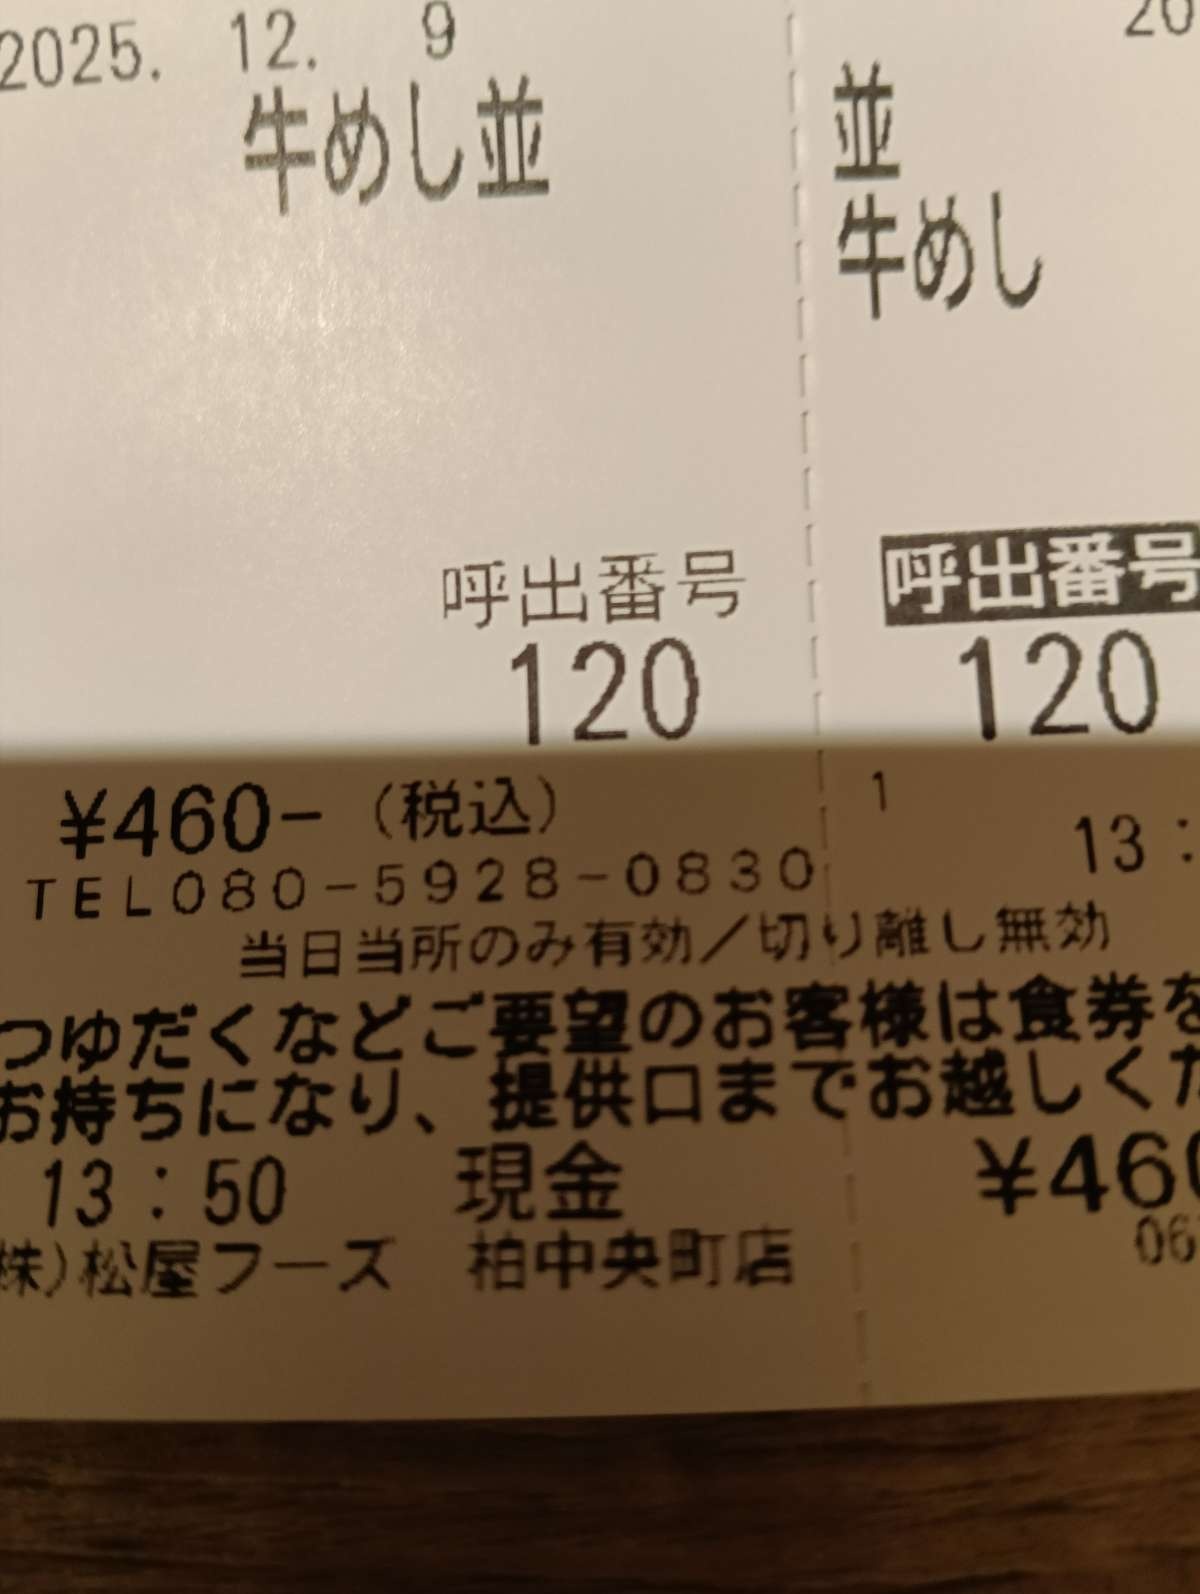 2025. 12. 9
牛めし並
呼出番号
120
¥460-（税込）
TEL080-5928-0830
当日当所のみ有効／切り離し無効
つゆだくなどご要望のお客様は食券を
お持ちになり、提供口までお越しくだ
13:50 現金
株）松屋フーズ 柏中央町店
20
並
牛めし
呼出番号
120
1
13:
¥460
06